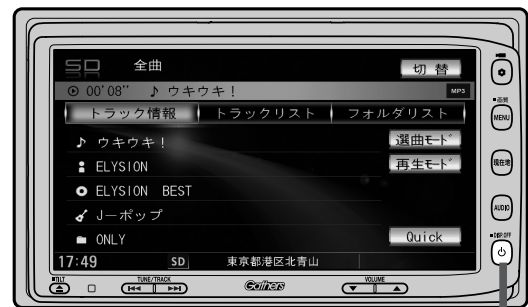 SD 全曲 切替
00'08" ♪ ウキウキ! MP3
トラック情報 トラックリスト フォルダリスト
♪ ウキウキ! 選曲ﾓｰﾄﾞ
ELYSION 再生ﾓｰﾄﾞ
ELYSION BEST
J－ポップ
ONLY Quick
17:49 SD 東京都港区北青山
TILT TUNE/TRACK Gathers VOLUME
画質
MENU
現在地
AUDIO
DISP.OFF